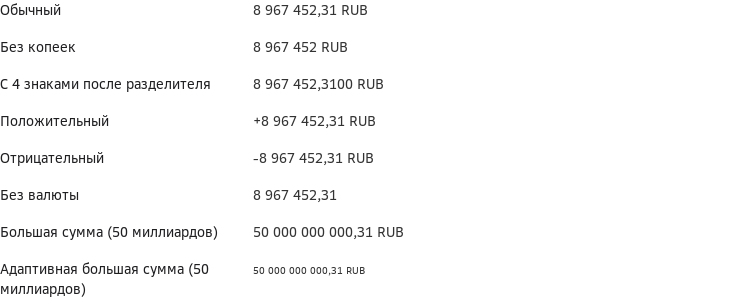 Обычный 8 967 452,31 RUB
Без копеек 8 967 452 RUB
С 4 знаками после разделителя 8 967 452,3100 RUB
Положительный +8 967 452,31 RUB
Отрицательный -8 967 452,31 RUB
Без валюты 8 967 452,31
Большая сумма (50 миллиардов) 50 000 000 000,31 RUB
Адаптивная большая сумма (50 50 000 000 000,31 RUB
миллиардов)